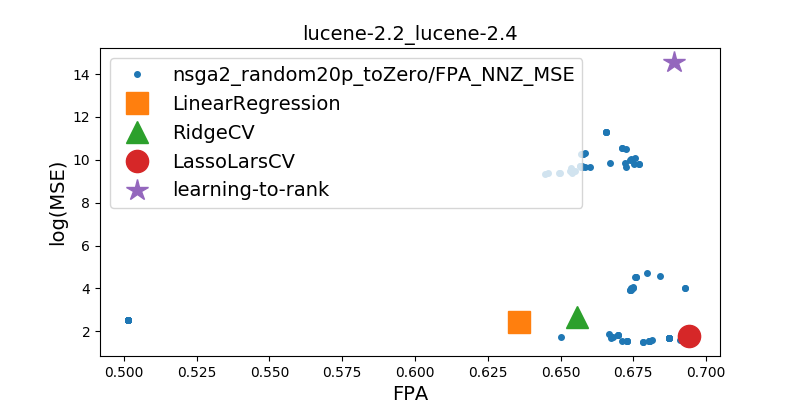 lucene-2.2_lucene-2.4
14
12
10
8
6
4
2
log(MSE)
nsga2_random20p_toZero/FPA_NNZ_MSE
LinearRegression
RidgeCV
LassoLarsCV
learning-to-rank
0.500 0.525 0.550 0.575 0.600 0.625 0.650 0.675 0.700
FPA